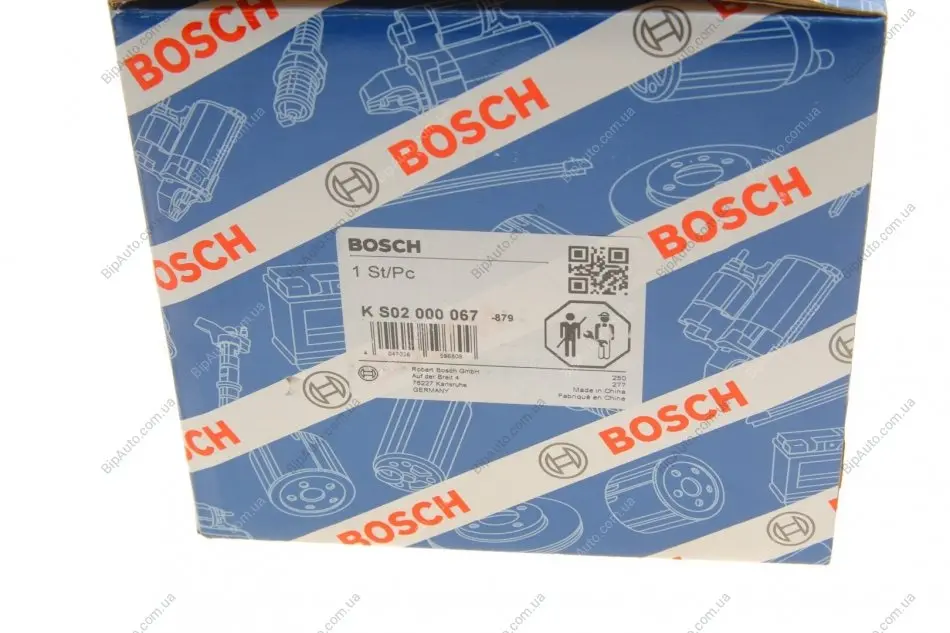 BOSCH
BOSCH
BOSCH
BOSCH
BOSCH
1 St/Pc
K S02 000 067 -879
Robert Bosch GmbH
Auf der Breit 4
76227 Karlsruhe
GERMANY
250
277
Made in China
Fabriqué en Chine
OSCH
BOSCH
BOSCH
BipAuto.com.ua